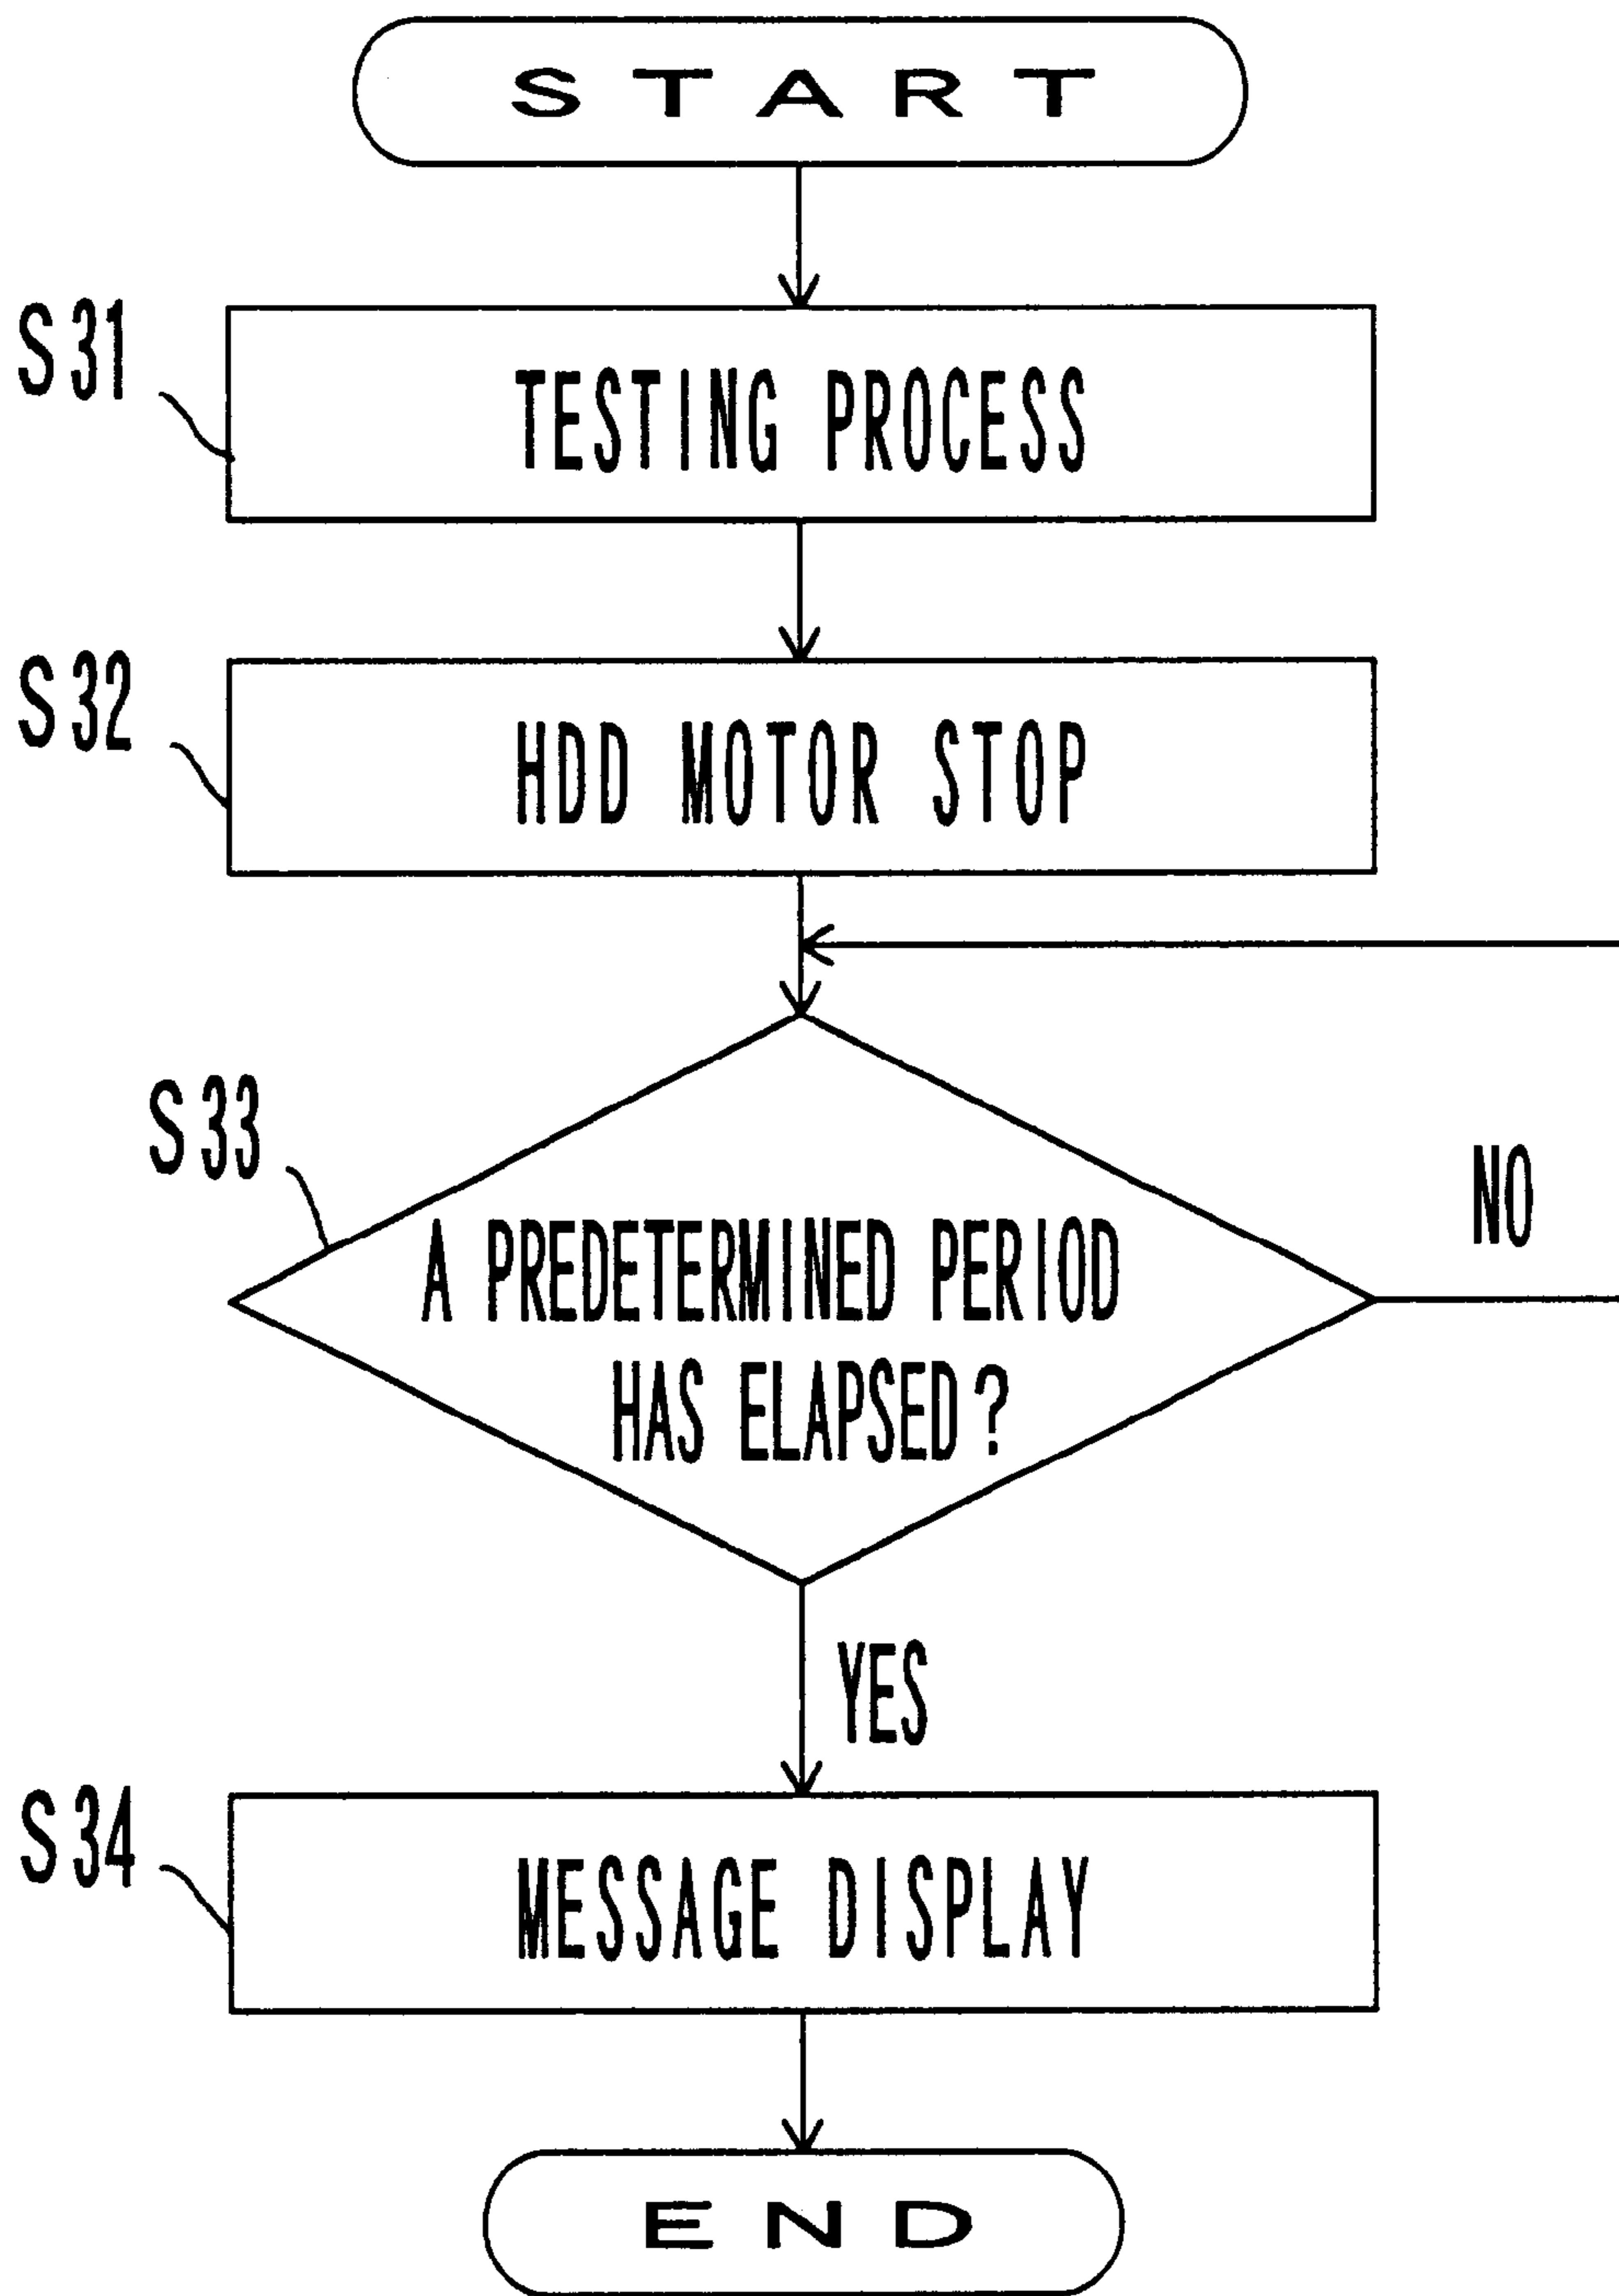 START
S31
TESTING PROCESS
S32
HDD MOTOR STOP
S33
A PREDETERMINED PERIOD
HAS ELAPSED?
NO
YES
S34
MESSAGE DISPLAY
END